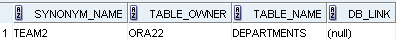 SYNONYM_NAME TABLE_OWNER TABLE_NAME DB_LINK
1 TEAM2 ORA22 DEPARTMENTS (null)